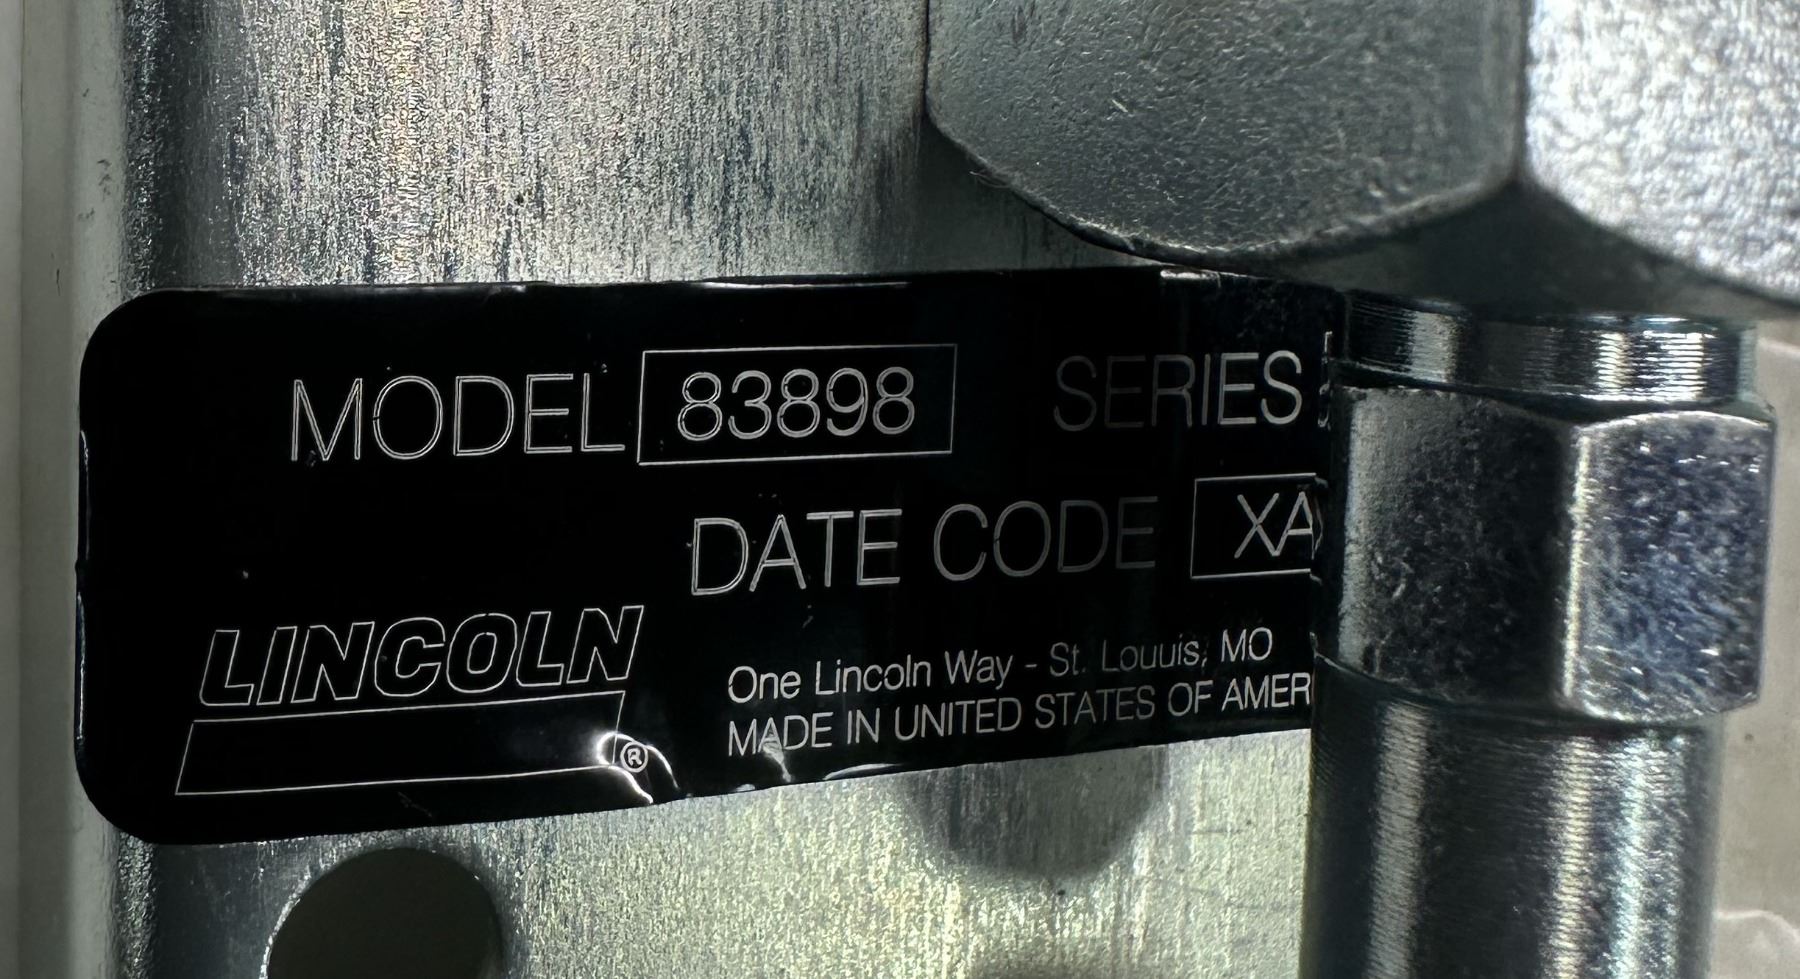 MODEL 83898 SERIES
DATE CODE XA
LINCOLN ®
One Lincoln Way - St. Louuis, MO
MADE IN UNITED STATES OF AMER